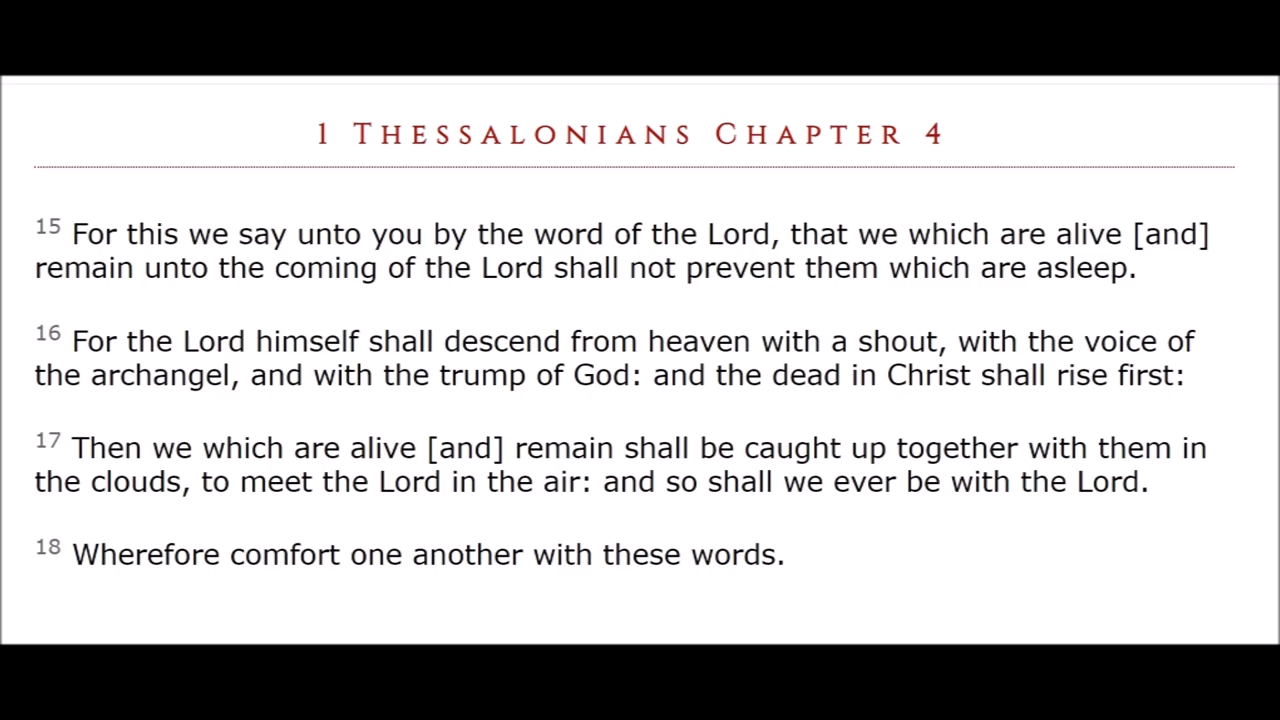 1 Thessalonians Chapter 4
15 For this we say unto you by the word of the Lord, that we which are alive [and]
remain unto the coming of the Lord shall not prevent them which are asleep.
16 For the Lord himself shall descend from heaven with a shout, with the voice of
the archangel, and with the trump of God: and the dead in Christ shall rise first:
17 Then we which are alive [and] remain shall be caught up together with them in
the clouds, to meet the Lord in the air: and so shall we ever be with the Lord.
18 Wherefore comfort one another with these words.